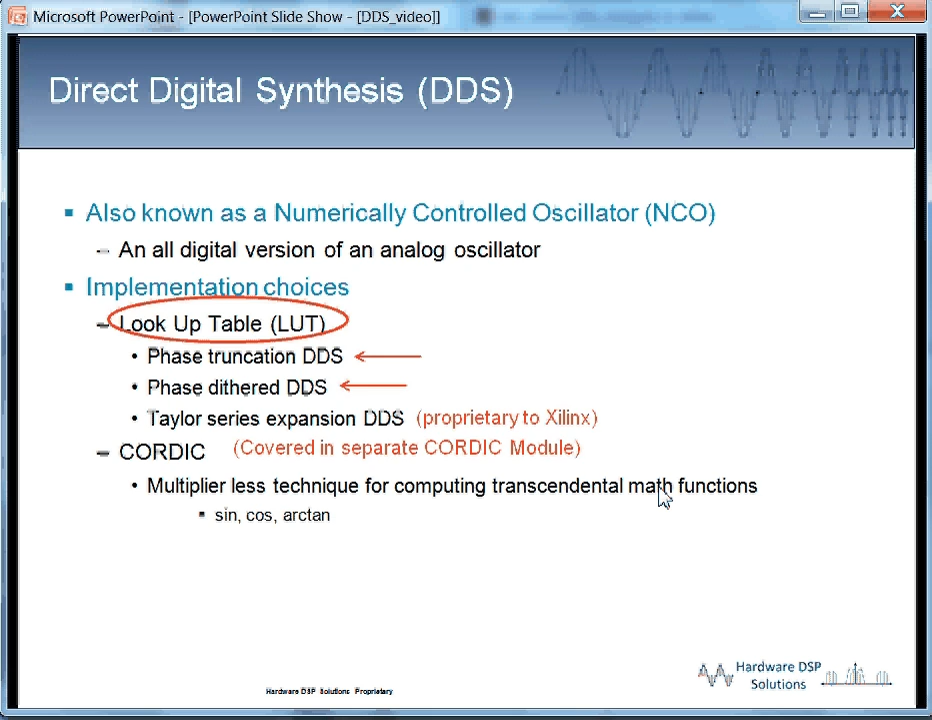 Microsoft PowerPoint - [PowerPoint Slide Show - [DDS_video]]
Direct Digital Synthesis (DDS)
Also known as a Numerically Controlled Oscillator (NCO)
– An all digital version of an analog oscillator
Implementation choices
– Look Up Table (LUT)
• Phase truncation DDS
• Phase dithered DDS
• Taylor series expansion DDS (proprietary to Xilinx)
– CORDIC (Covered in separate CORDIC Module)
• Multiplier less technique for computing transcendental math functions
sin, cos, arctan
Hardware DSP Solutions Proprietary
Hardware DSP
Solutions